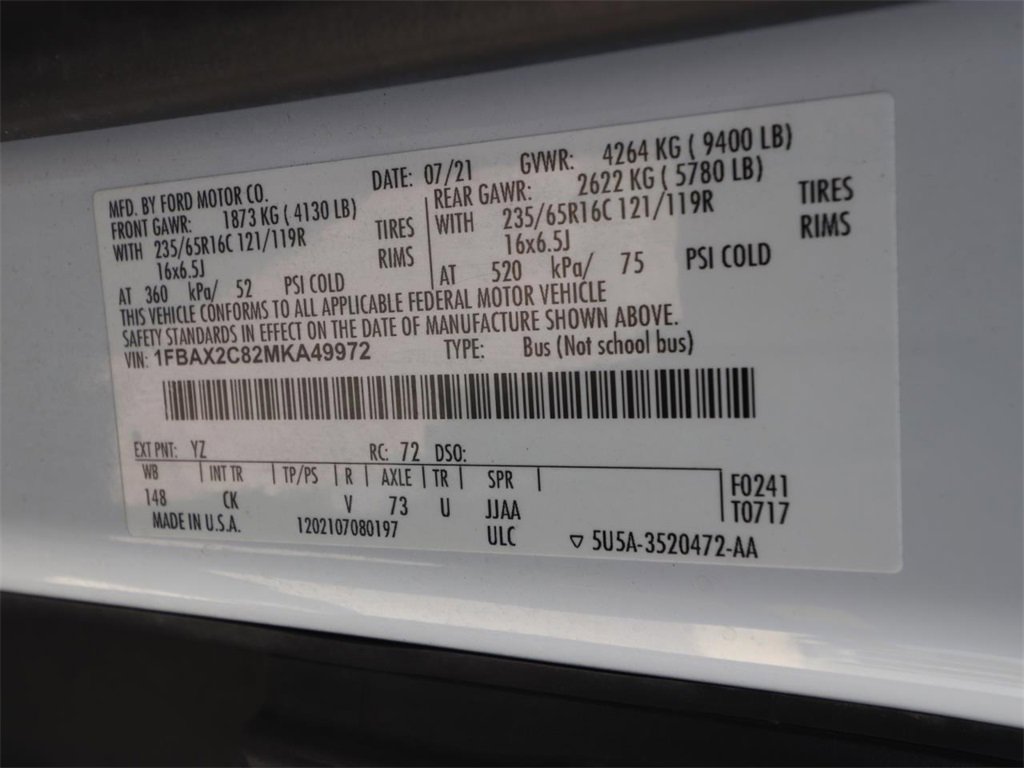 MFD. BY FORD MOTOR CO. DATE: 07/21 GVWR: 4264 KG ( 9400 LB)
FRONT GAWR: 1873 KG ( 4130 LB) REAR GAWR: 2622 KG ( 5780 LB)
WITH 235/65R16C 121/119R TIRES WITH 235/65R16C 121/119R TIRES
16x6.5J RIMS 16x6.5J RIMS
AT 360 kPa/ 52 PSI COLD AT 520 kPa/ 75 PSI COLD
THIS VEHICLE CONFORMS TO ALL APPLICABLE FEDERAL MOTOR VEHICLE
SAFETY STANDARDS IN EFFECT ON THE DATE OF MANUFACTURE SHOWN ABOVE.
VIN: 1FBAX2C82MKA49972 TYPE: Bus (Not school bus)
EXT PNT: YZ RC: 72 DSO:
WB INT TR TP/PS R AXLE TR SPR F0241
148 CK V 73 U JJAA T0717
MADE IN U.S.A. 1202107080197 ULC ▽ 5U5A-3520472-AA